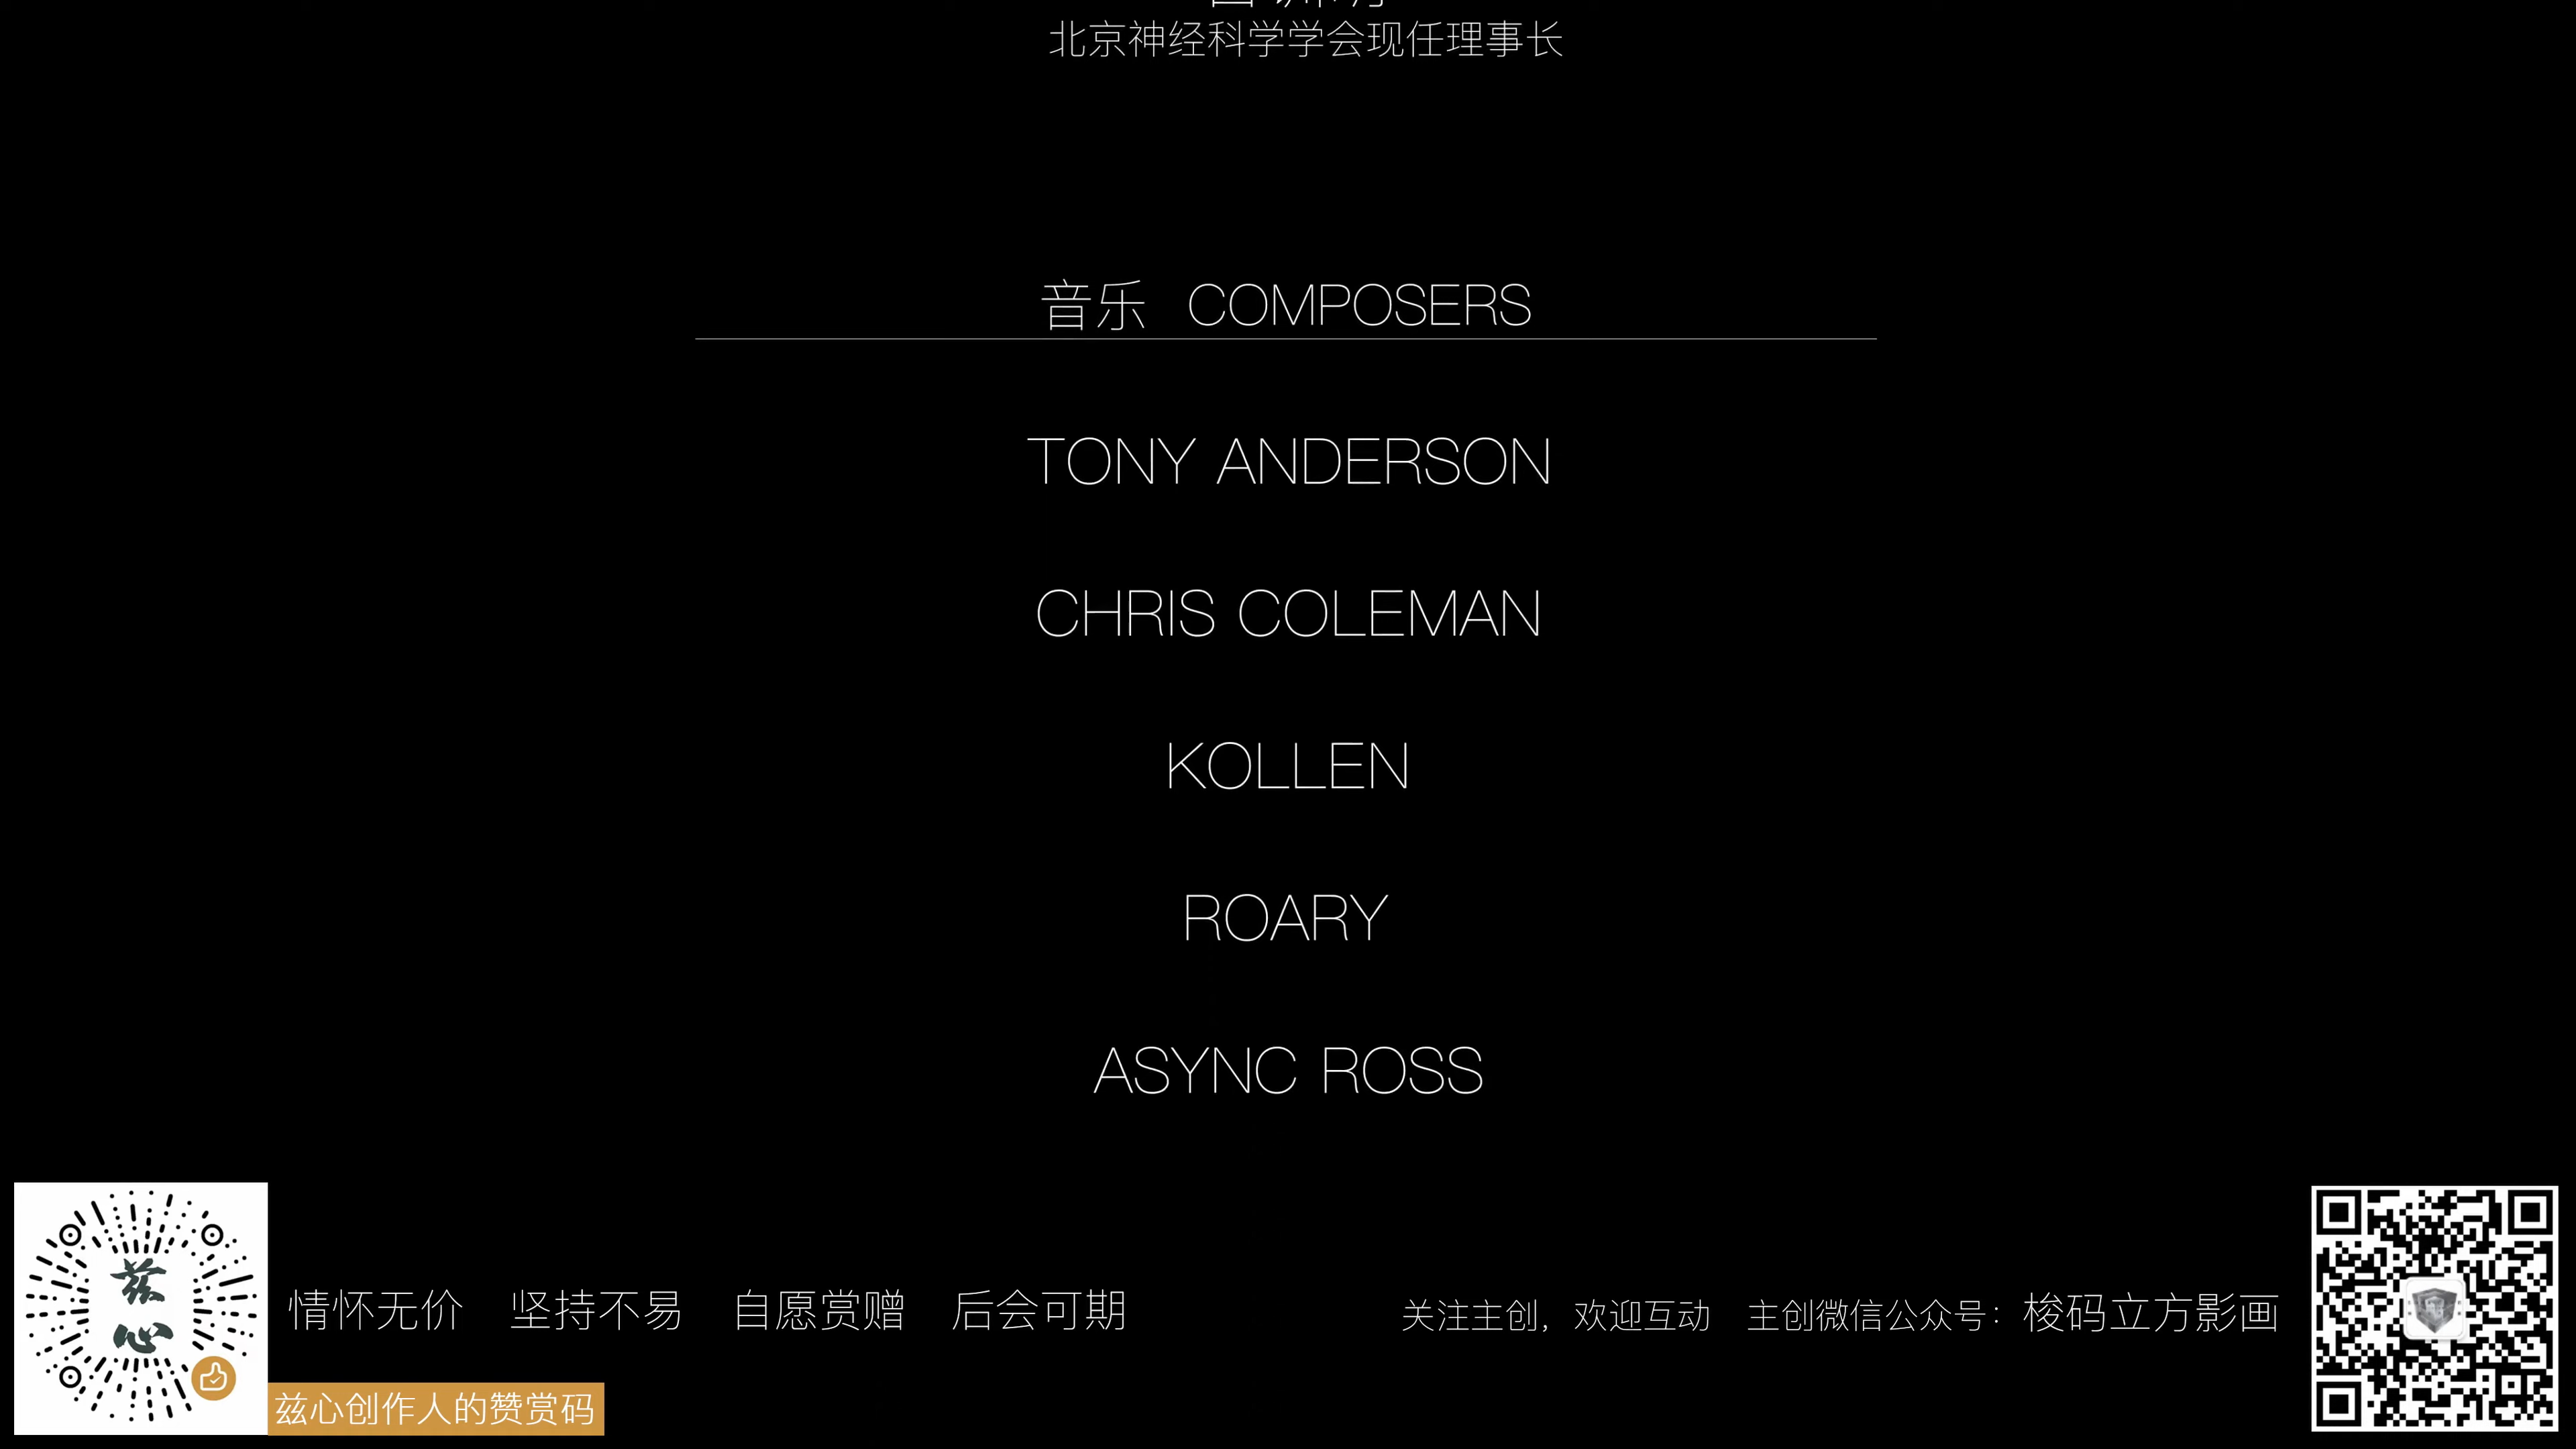 北京神经科学学会现任理事长
音乐 COMPOSERS
TONY ANDERSON
CHRIS COLEMAN
KOLLEN
ROARY
ASYNC ROSS
兹心
情怀无价 坚持不易 自愿赏赠 后会可期
关注主创，欢迎互动 主创微信公众号：梭码立方影画
兹心创作人的赞赏码